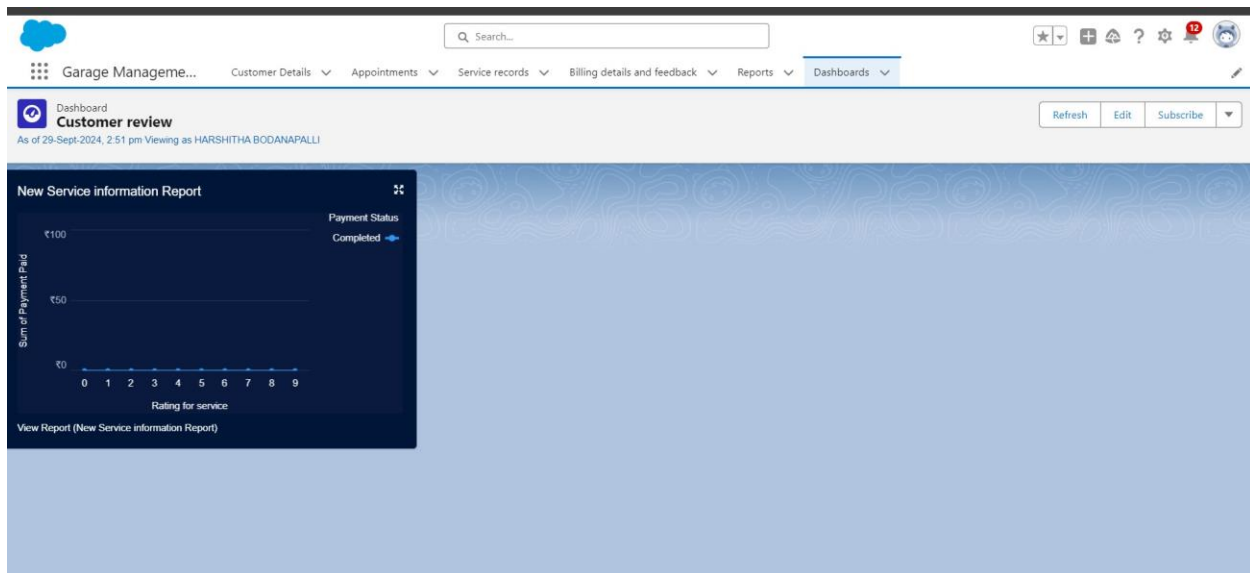 Search...
12
Garage Manageme...
Customer Details
Appointments
Service records
Billing details and feedback
Reports
Dashboards
Dashboard
Customer review
As of 29-Sept-2024, 2:51 pm Viewing as HARSHITHA BODANAPALLI
Refresh
Edit
Subscribe
New Service information Report
Payment Status
Completed
Sum of Payment Paid
₹100
₹50
₹0
0 1 2 3 4 5 6 7 8 9
Rating for service
View Report (New Service information Report)